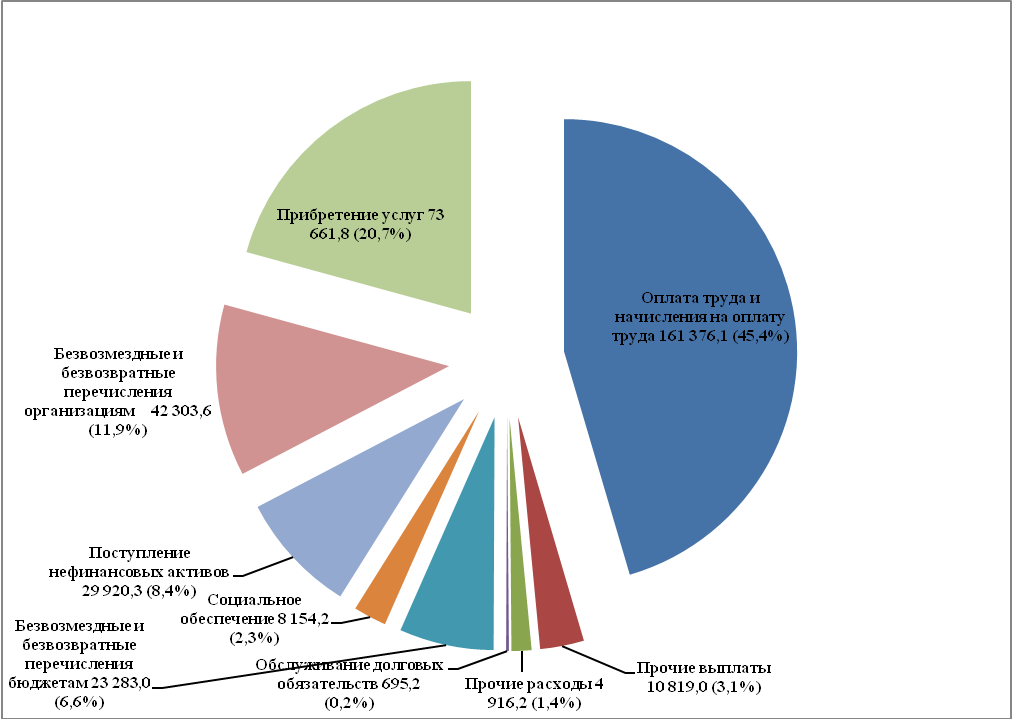 Прибретение услуг 73
661,8 (20,7%)
Оплата труда и
начисления на оплату
труда 161 376,1 (45,4%)
Безвозмездные и
безвозвратные
перечисления
организациям 42 303,6
(11,9%)
Поступление
нефинансовых активов
29 920,3 (8,4%)
Социальное
обеспечение 8 154,2
(2,3%)
Безвозмездные и
безвозвратные
перечисления
бюджетам 23 283,0
(6,6%)
Обслуживание долговых
обязательств 695,2
(0,2%)
Прочие расходы 4
916,2 (1,4%)
Прочие выплаты
10 819,0 (3,1%)